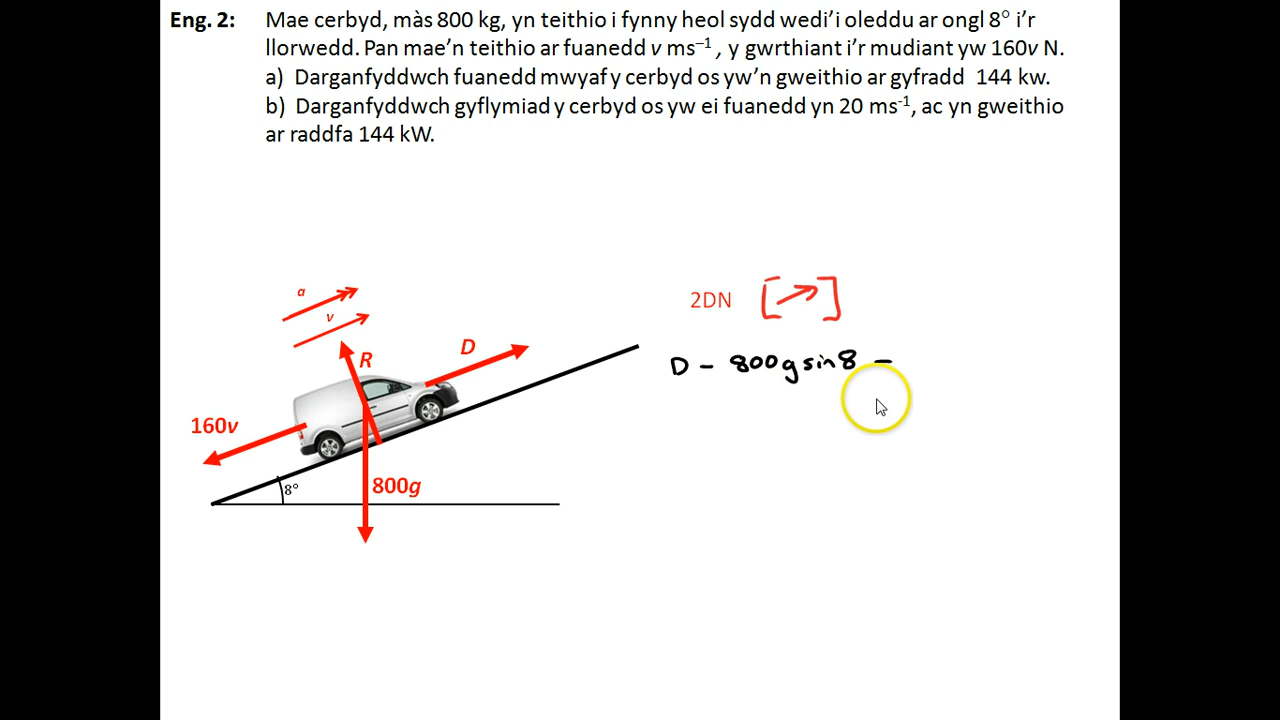 Eng. 2: Mae cerbyd, màs 800 kg, yn teithio i fynny heol sydd wedi’i oleddu ar ongl 8° i’r
llorwedd. Pan mae’n teithio ar fuanedd v ms⁻¹ , y gwrthiant i’r mudiant yw 160v N.
a) Darganfyddwch fuanedd mwyaf y cerbyd os yw’n gweithio ar gyfradd 144 kw.
b) Darganfyddwch gyflymiad y cerbyd os yw ei fuanedd yn 20 ms⁻¹, ac yn gweithio
ar raddfa 144 kW.
a
v
R
D
160v
8°
800g
2DN [↗]
D – 800g sin8 –